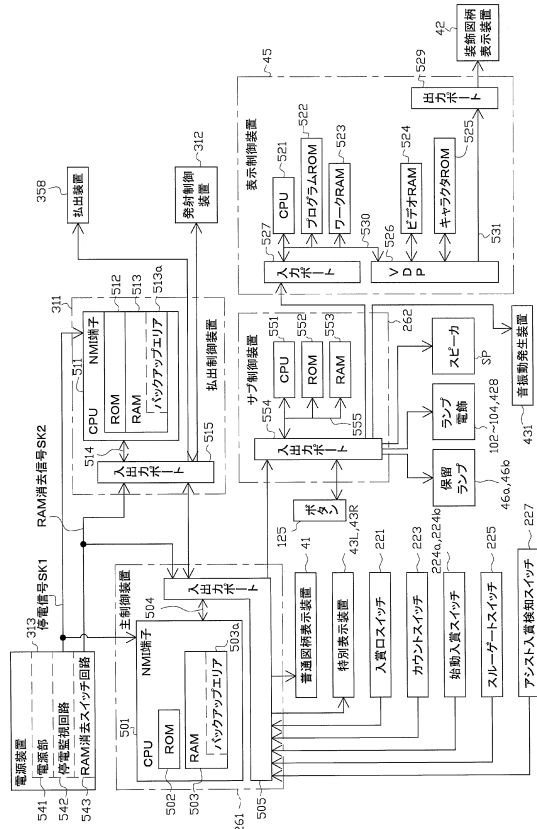 電源装置
313
電源部
541
停電監視回路
542
RAM消去スイッチ回路
543
停電信号SK1
RAM消去信号SK2
主制御装置
261
501
CPU
NMI端子
ROM
502
RAM
503
バックアップエリア
503a
504
入出力ポート
505
払出制御装置
311
511
CPU
NMI端子
ROM
512
RAM
513
バックアップエリア
513a
514
入出力ポート
515
358
払出装置
312
発射制御装置
普通図柄表示装置
41
特別表示装置
43L,43R
入賞口スイッチ
221
カウントスイッチ
223
始動入賞スイッチ
224a,224b
スルーゲートスイッチ
225
アシスト入賞検知スイッチ
227
サブ制御装置
262
CPU
551
ROM
552
RAM
553
554
入出力ポート
555
ボタン
125
保留ランプ
46a,46b
ランプ電飾
102〜104,428
スピーカ
SP
音振動発生装置
431
表示制御装置
45
CPU
521
プログラムROM
522
ワークRAM
523
ビデオRAM
524
キャラクタROM
525
VDP
526
入力ポート
527
530
531
出力ポート
529
装飾図柄表示装置
42